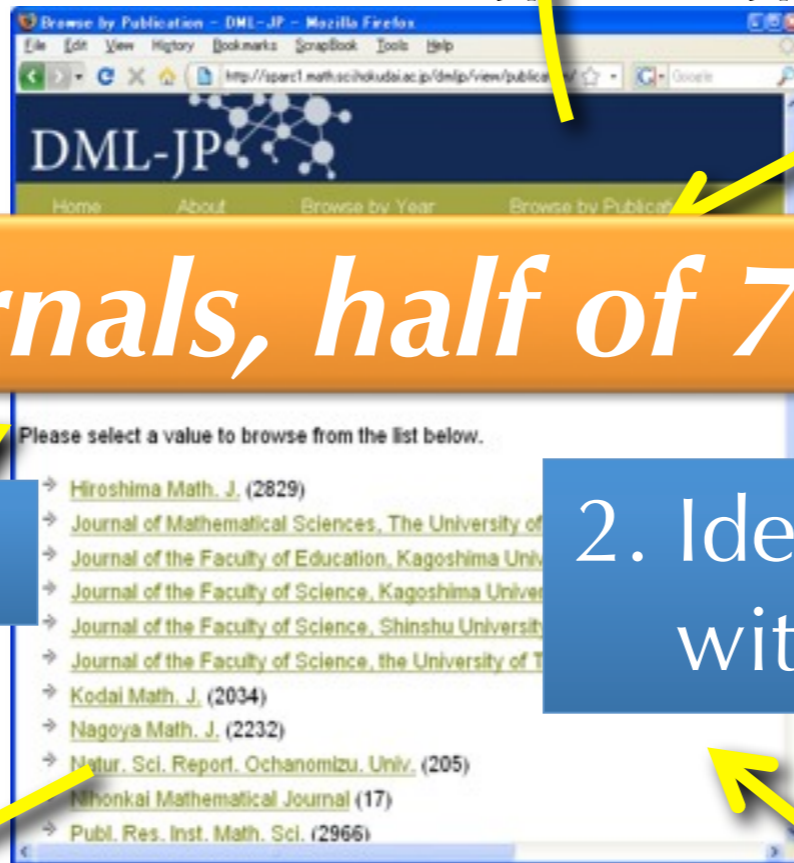 Browse by Publication - DML-JP - Mozilla Firefox
File Edit View History Bookmarks ScrapBook Tools Help
http://sparc1.math.sci.hokudai.ac.jp/dmljp/view/publication/ Google
DML-JP
Home About Browse by Year Browse by Publicat
rnals, half of 7
Please select a value to browse from the list below.
Hiroshima Math. J. (2829)
Journal of Mathematical Sciences, The University of
Journal of the Faculty of Education, Kagoshima Univ
Journal of the Faculty of Science, Kagoshima Univer
Journal of the Faculty of Science, Shinshu Universit
Journal of the Faculty of Science, the University of T
Kodai Math. J. (2034)
Nagoya Math. J. (2232)
Natur. Sci. Report. Ochanomizu. Univ. (205)
Nihonkai Mathematical Journal (17)
Publ. Res. Inst. Math. Sci. (2966)
2. Ide
wit